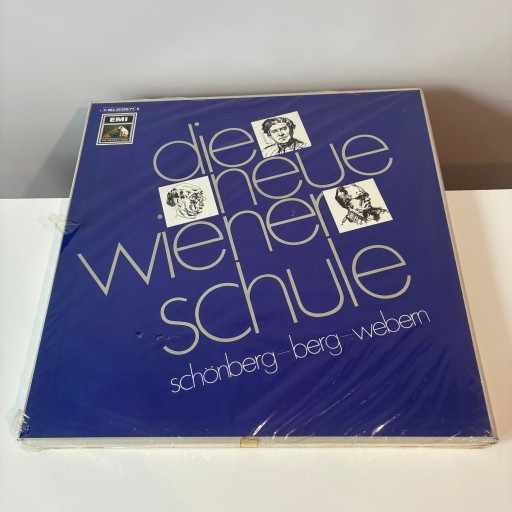 EMI
die
neue
wiener
schule
schönberg–berg–webern